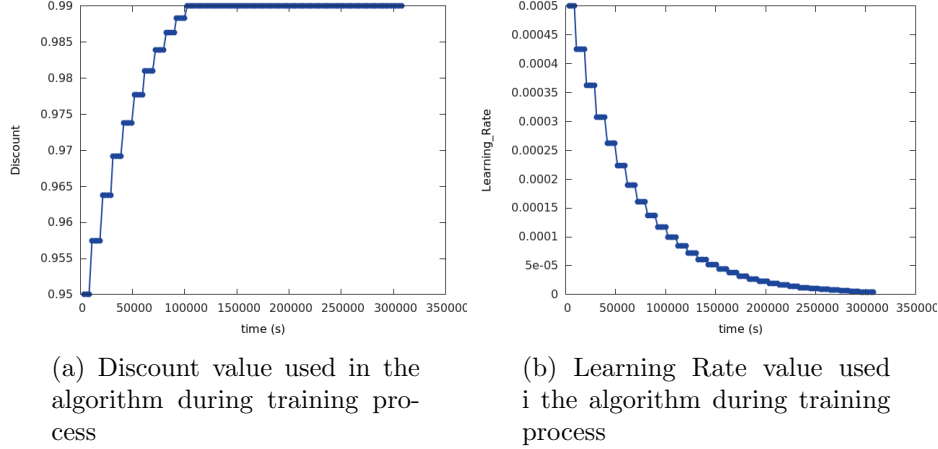 0.99
0.985
0.98
0.975
0.97
0.965
0.96
0.955
0.95
Discount
0 50000 100000 150000 200000 250000 300000 350000
time (s)
0.0005
0.00045
0.0004
0.00035
0.0003
0.00025
0.0002
0.00015
0.0001
5e-05
0
Learning_Rate
0 50000 100000 150000 200000 250000 300000 350000
time (s)
(a) Discount value used in the
algorithm during training pro-
cess
(b) Learning Rate value used
i the algorithm during training
process